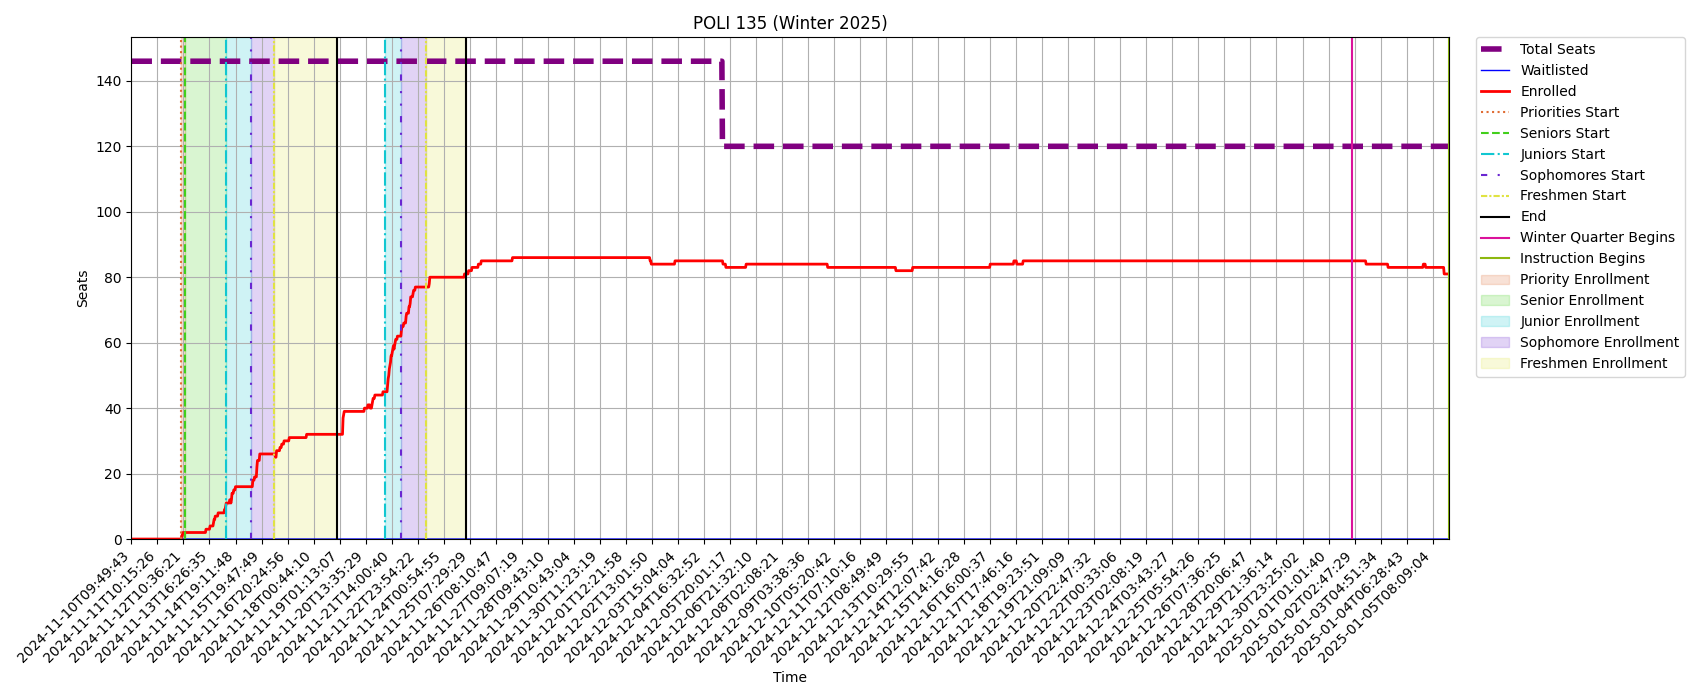 POLI 135 (Winter 2025)
Seats
140
120
100
80
60
40
20
0
2024-11-10T09:49:43
2024-11-11T10:15:26
2024-11-12T10:36:21
2024-11-13T16:26:35
2024-11-14T19:11:48
2024-11-15T19:47:49
2024-11-16T20:24:56
2024-11-18T00:44:10
2024-11-19T01:13:07
2024-11-20T13:35:29
2024-11-21T14:00:40
2024-11-22T23:54:22
2024-11-24T00:54:55
2024-11-25T07:29:29
2024-11-26T08:10:47
2024-11-27T09:07:19
2024-11-28T09:43:10
2024-11-29T10:43:04
2024-11-30T11:23:19
2024-12-01T12:21:58
2024-12-02T13:01:50
2024-12-03T15:04:04
2024-12-04T16:32:52
2024-12-05T20:01:17
2024-12-06T21:32:10
2024-12-08T02:08:21
2024-12-09T03:38:36
2024-12-10T05:20:42
2024-12-11T07:10:16
2024-12-12T08:49:49
2024-12-13T10:29:55
2024-12-14T12:07:42
2024-12-15T14:16:28
2024-12-16T16:00:37
2024-12-17T17:46:16
2024-12-18T19:23:51
2024-12-19T21:09:09
2024-12-20T22:47:32
2024-12-22T00:33:06
2024-12-23T02:08:19
2024-12-24T03:43:27
2024-12-25T05:54:26
2024-12-26T07:36:25
2024-12-28T20:06:47
2024-12-29T21:36:14
2024-12-30T23:25:02
2025-01-01T01:01:40
2025-01-02T02:47:29
2025-01-03T04:51:34
2025-01-04T06:28:43
2025-01-05T08:09:04
Time
Total Seats
Waitlisted
Enrolled
Priorities Start
Seniors Start
Juniors Start
Sophomores Start
Freshmen Start
End
Winter Quarter Begins
Instruction Begins
Priority Enrollment
Senior Enrollment
Junior Enrollment
Sophomore Enrollment
Freshmen Enrollment